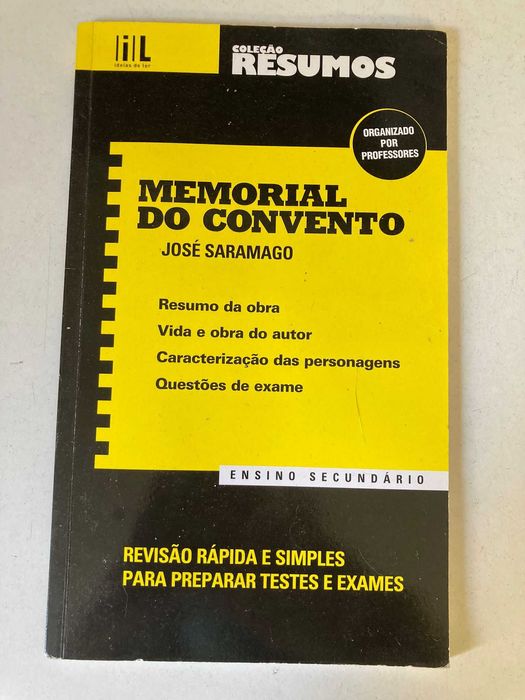 iL
ideias de ler
COLEÇÃO
RESUMOS
ORGANIZADO
POR
PROFESSORES
MEMORIAL
DO CONVENTO
JOSÉ SARAMAGO
Resumo da obra
Vida e obra do autor
Caracterização das personagens
Questões de exame
ENSINO SECUNDÁRIO
REVISÃO RÁPIDA E SIMPLES
PARA PREPARAR TESTES E EXAMES